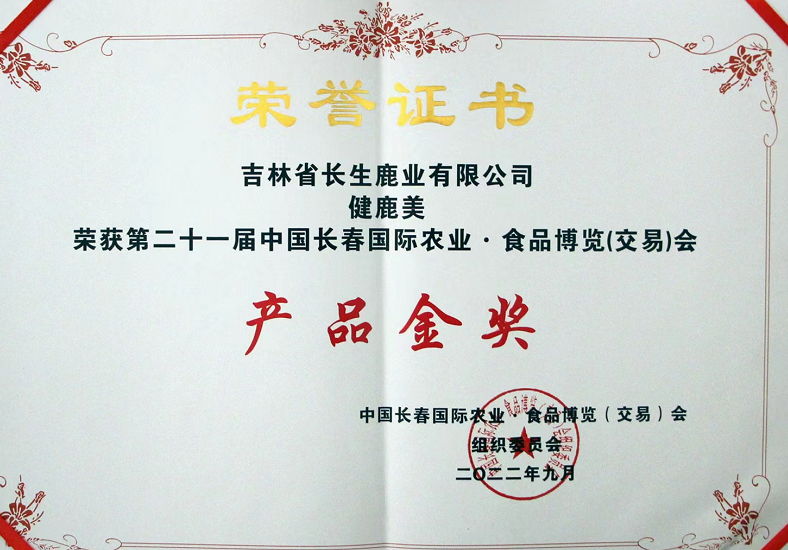 荣誉证书
吉林省长生鹿业有限公司
健鹿美
荣获第二十一届中国长春国际农业·食品博览(交易)会
产品金奖
中国长春国际农业·食品博览(交易)会
组织委员会
二〇二二年九月